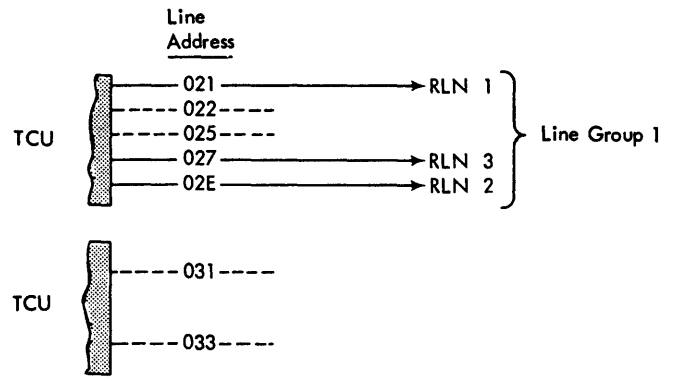 Line
Address
021 RLN 1
022
TCU 025 Line Group 1
027 RLN 3
02E RLN 2
031
TCU
033